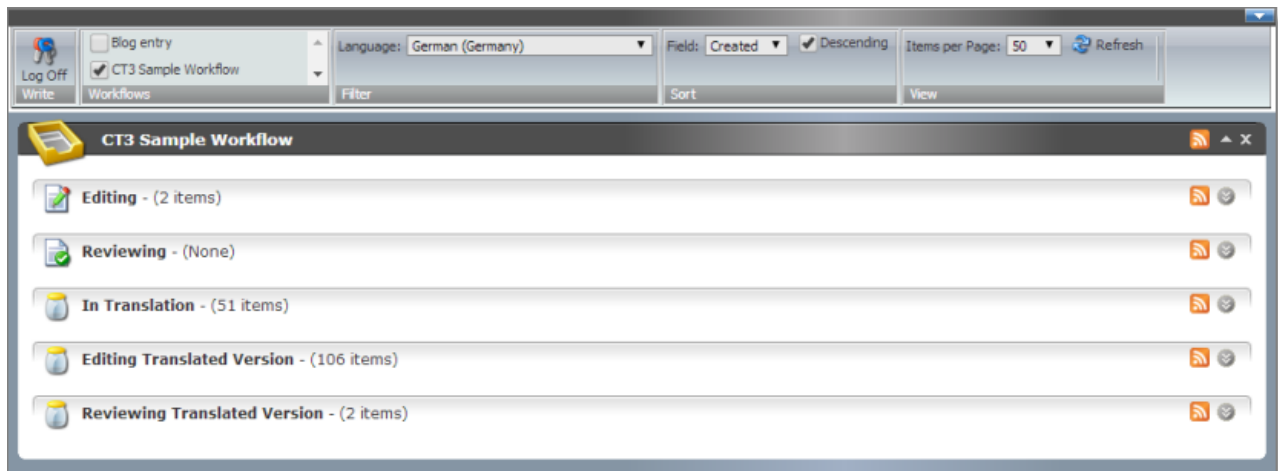 Log Off
Write
Blog entry
CT3 Sample Workflow
Workflows
Language: German (Germany)
Filter
Field: Created Descending
Sort
Items per Page: 50 Refresh
View
CT3 Sample Workflow X
Editing - (2 items)
Reviewing - (None)
In Translation - (51 items)
Editing Translated Version - (106 items)
Reviewing Translated Version - (2 items)